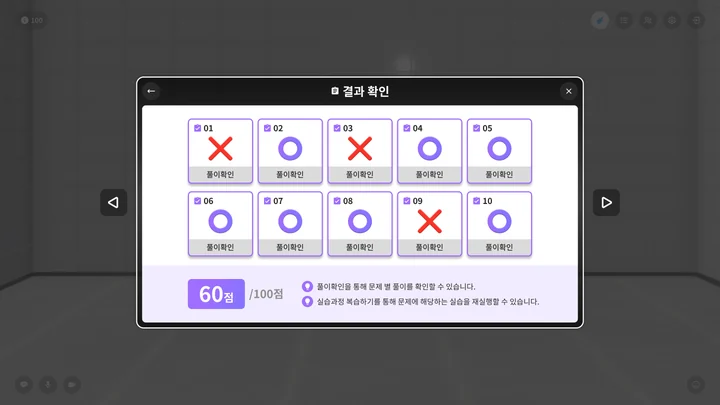 100
결과 확인
01
02
03
04
05
풀이확인
풀이확인
풀이확인
풀이확인
풀이확인
06
07
08
09
10
풀이확인
풀이확인
풀이확인
풀이확인
풀이확인
60점 /100점
풀이확인을 통해 문제 별 풀이를 확인할 수 있습니다.
실습과정 복습하기를 통해 문제에 해당하는 실습을 재실행할 수 있습니다.